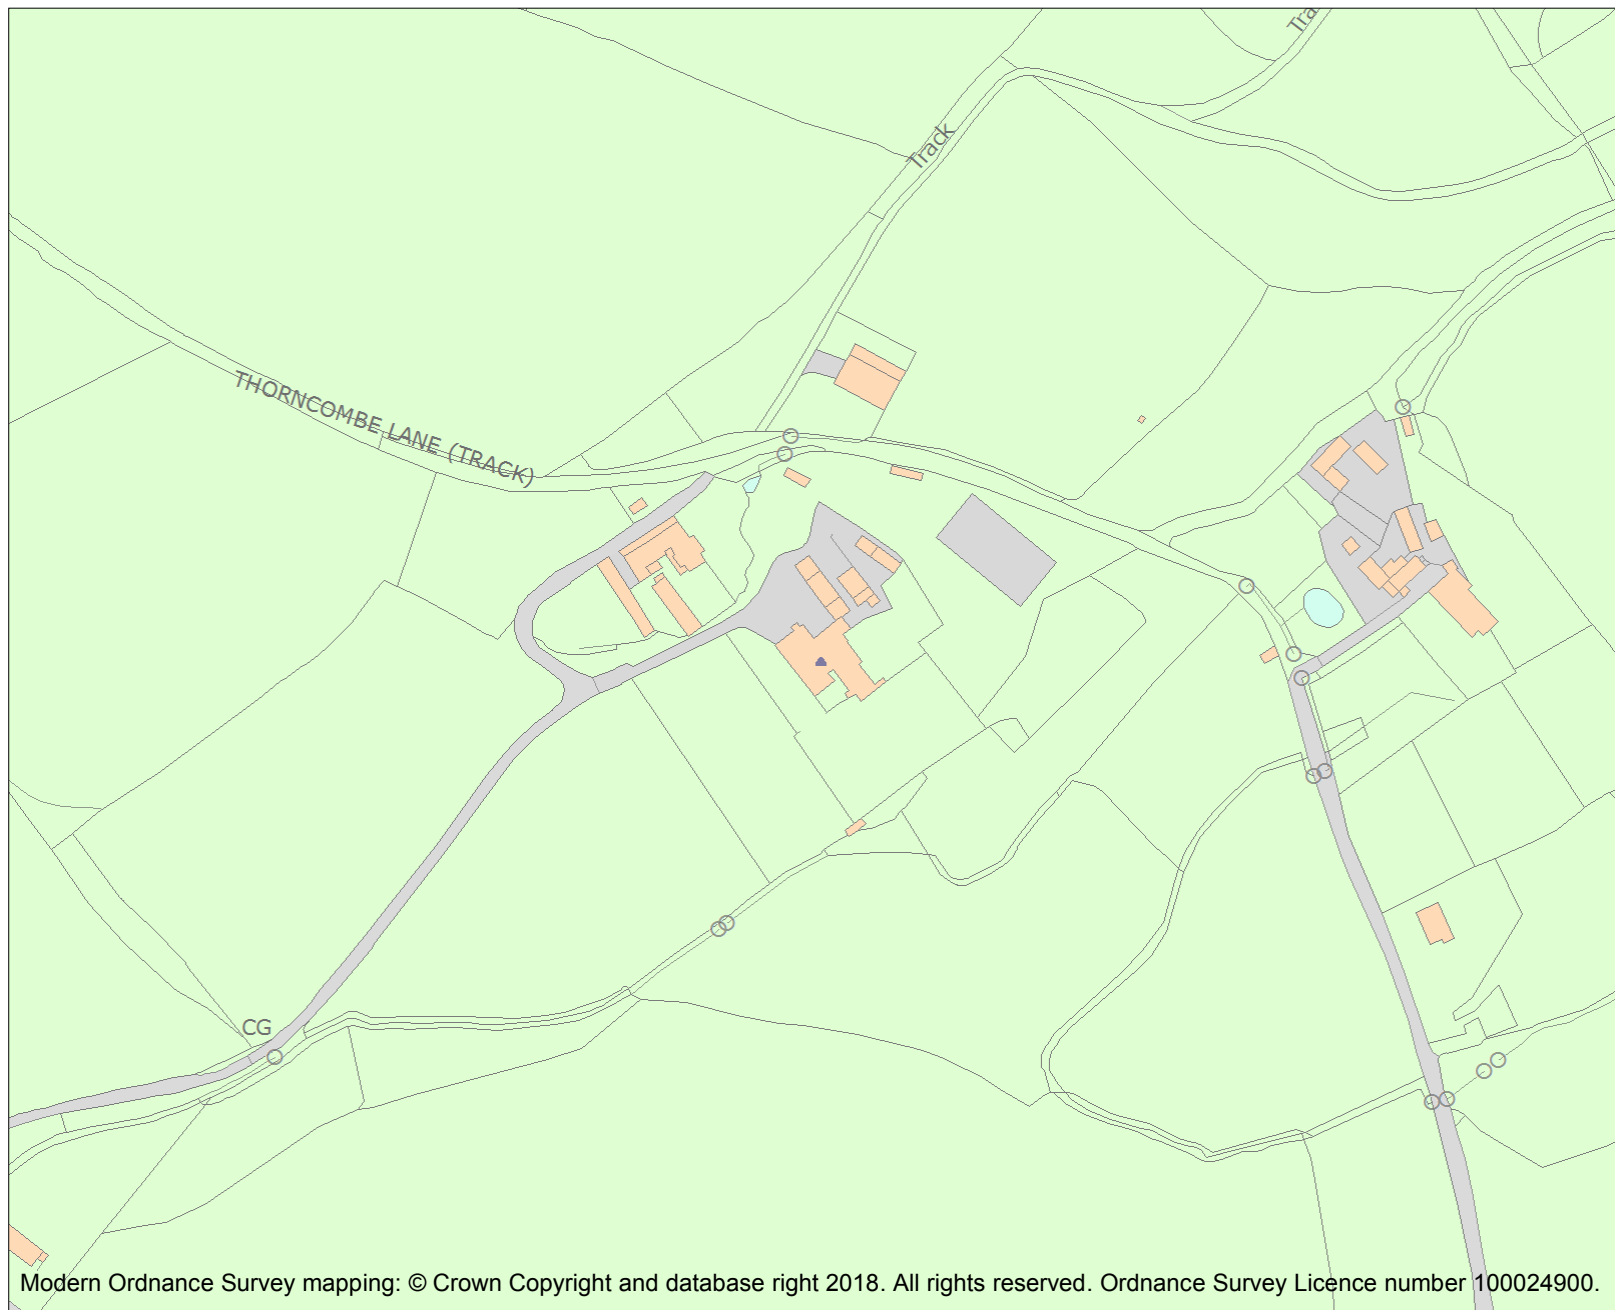 Tra
Track
THORNCOMBE LANE (TRACK)
CG
Modern Ordnance Survey mapping: © Crown Copyright and database right 2018. All rights reserved. Ordnance Survey Licence number 100024900.